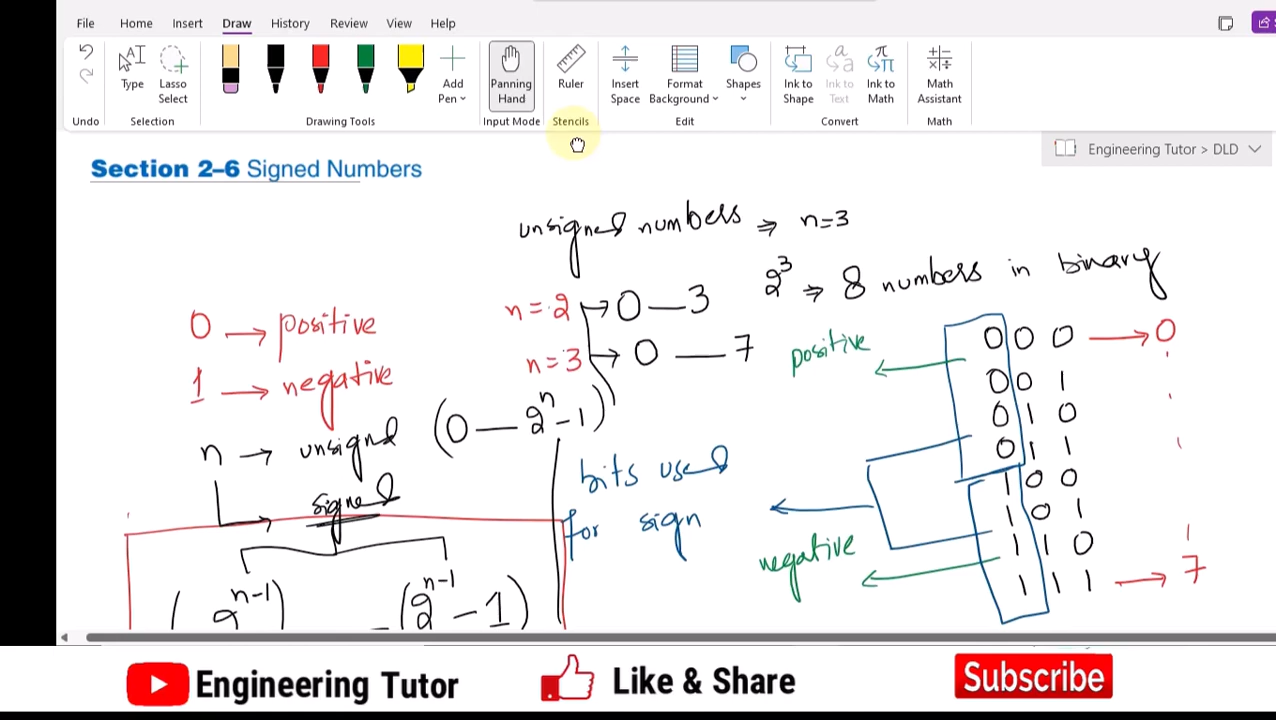 File Home Insert Draw History Review View Help
Undo
Type
Lasso Select
Selection
Drawing Tools
Add Pen
Panning Hand
Input Mode
Ruler
Stencils
Insert Space
Format Background
Shapes
Edit
Ink to Shape
Ink to Text
Ink to Math
Convert
Math Assistant
Math
Engineering Tutor > DLD
Section 2–6 Signed Numbers
unsigned numbers ⇒ n=3
2³ ⇒ 8 numbers in binary
n=2 → 0 — 3
n=3 → 0 — 7
0 → positive
1 → negative
n → unsigned (0 — 2ⁿ-1)
signed
2ⁿ⁻¹) – (2ⁿ⁻¹ - 1)
bits used
for sign
positive
negative
000 → 0
001
010
011
100
101
110
111 → 7
Engineering Tutor
Like & Share
Subscribe